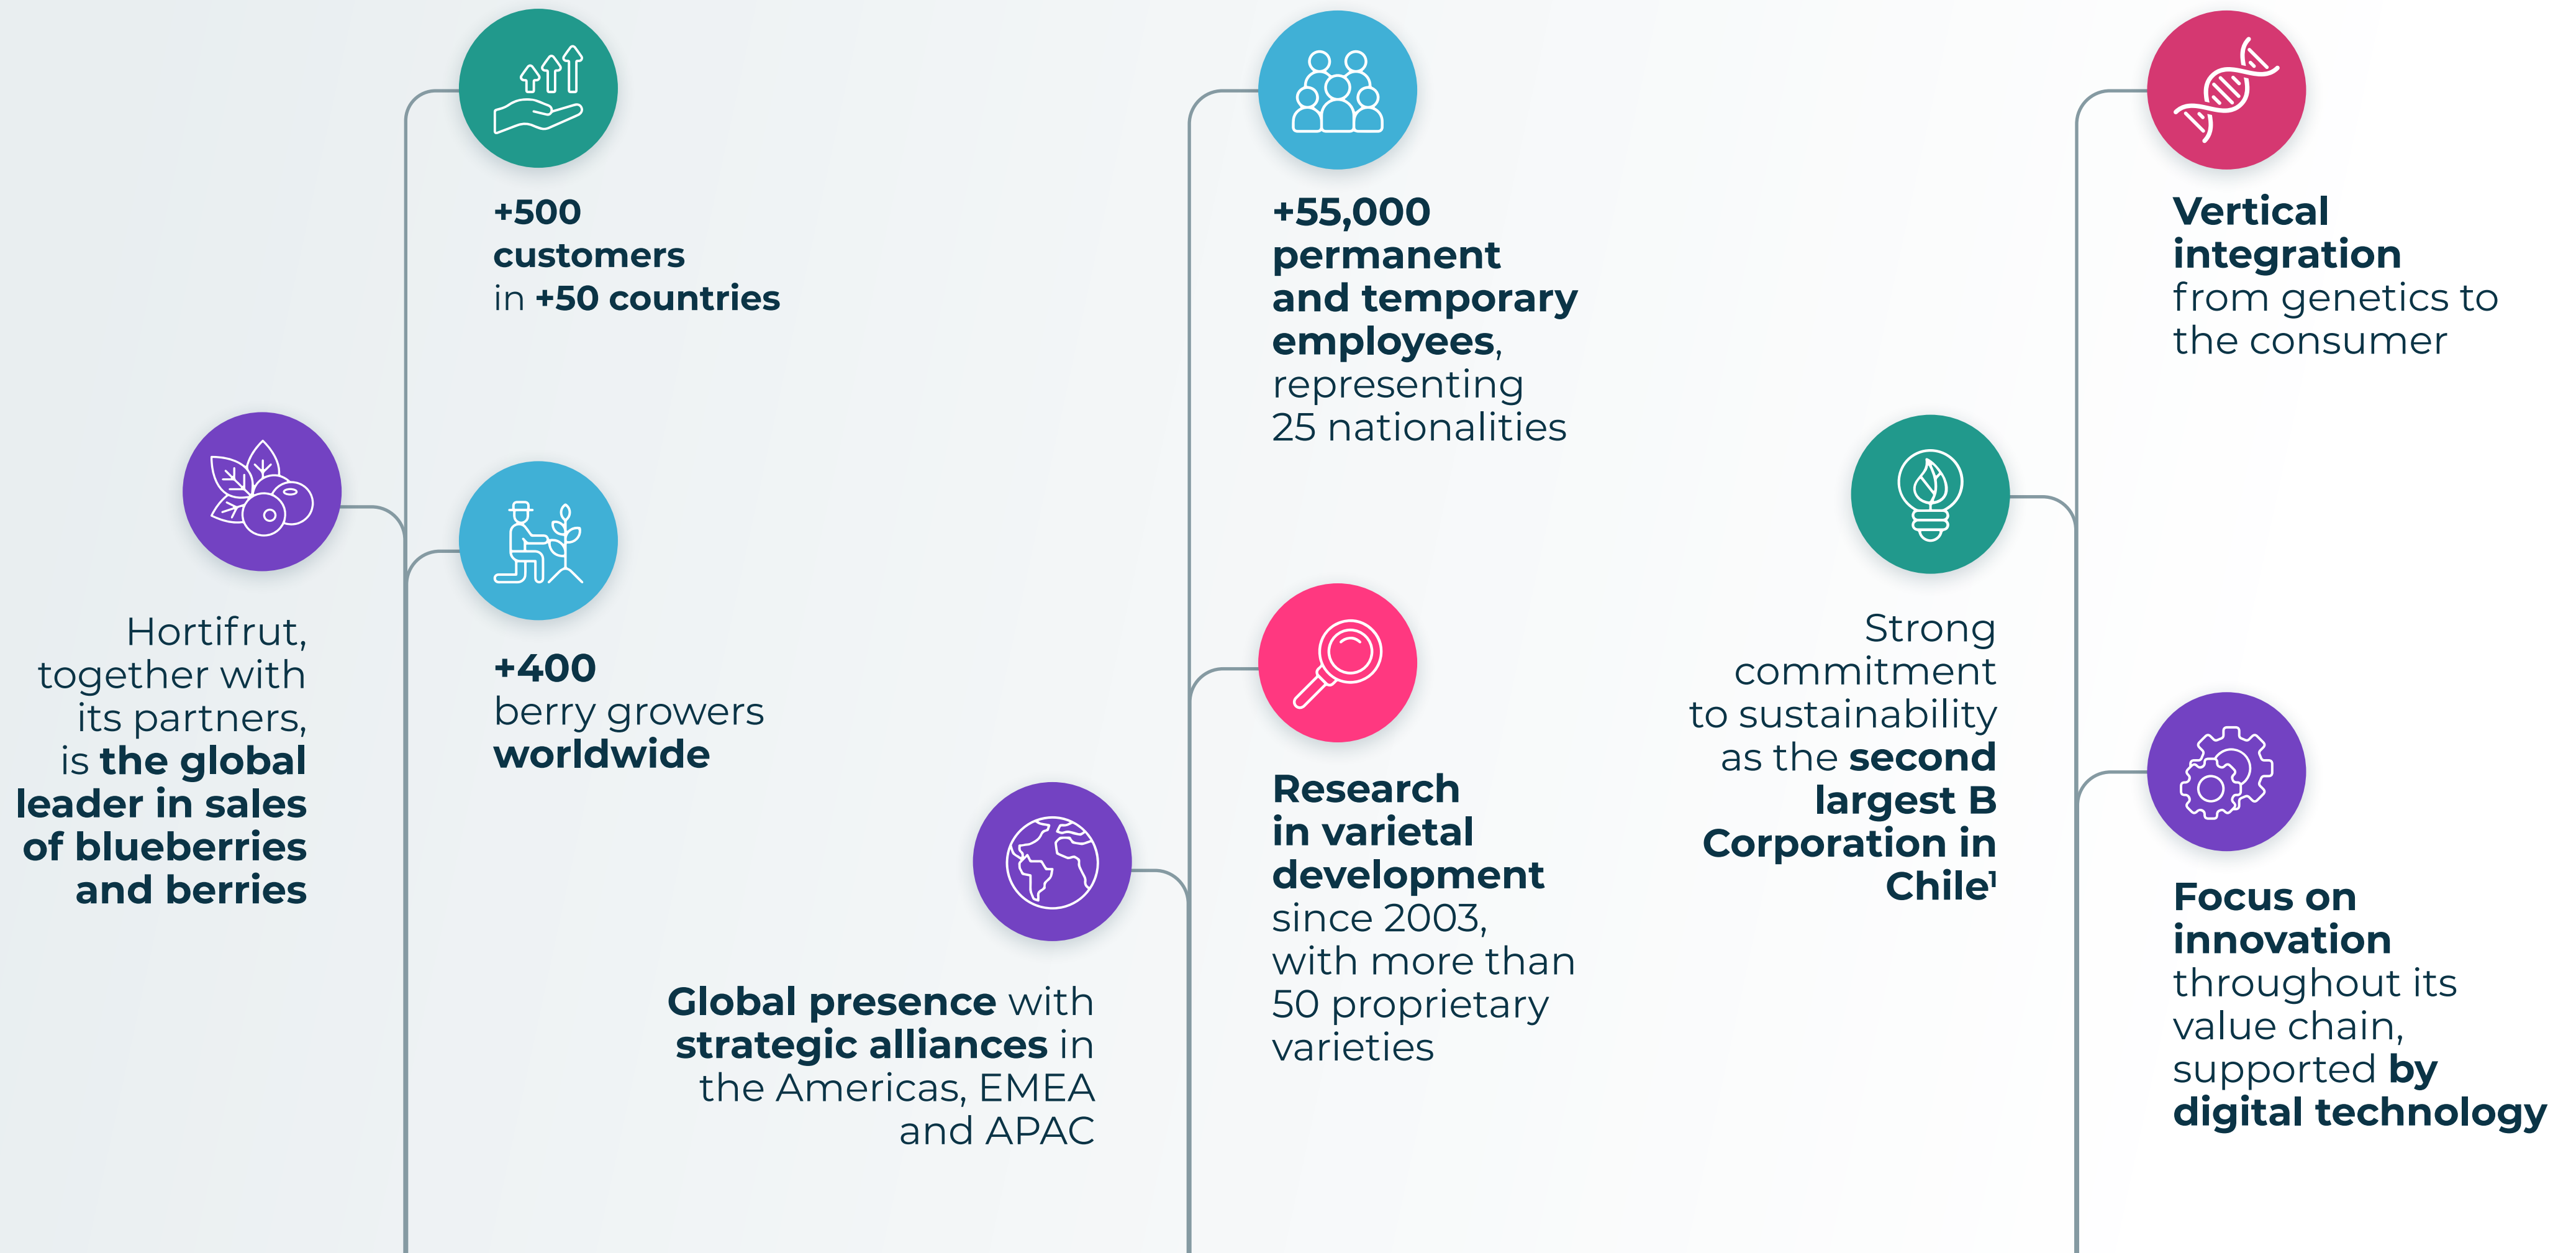 +500
customers
in +50 countries
Hortifrut,
together with
its partners,
is the global
leader in sales
of blueberries
and berries
+400
berry growers
worldwide
+55,000
permanent
and temporary
employees,
representing
25 nationalities
Global presence with
strategic alliances in
the Americas, EMEA
and APAC
Research
in varietal
development
since 2003,
with more than
50 proprietary
varieties
Vertical
integration
from genetics to
the consumer
Strong
commitment
to sustainability
as the second
largest B
Corporation in
Chile¹
Focus on
innovation
throughout its
value chain,
supported by
digital technology